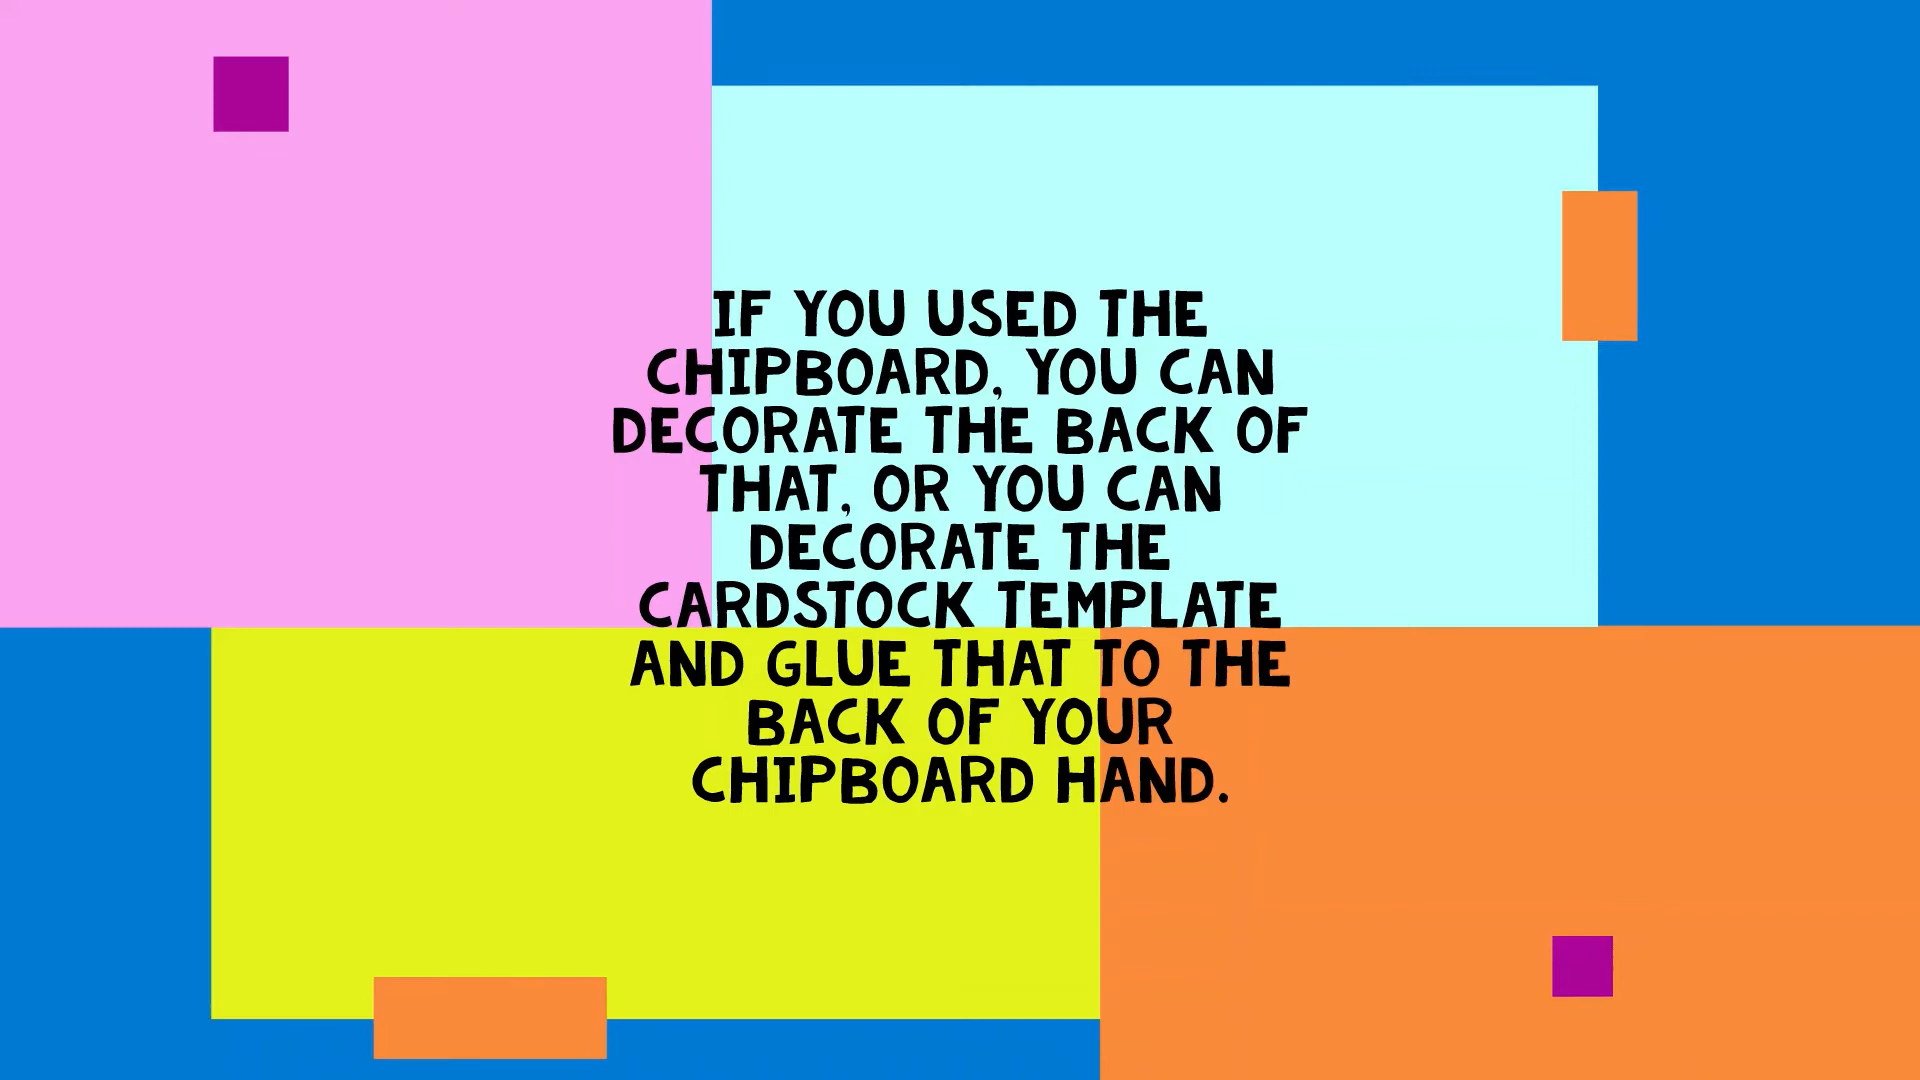 IF YOU USED THE
CHIPBOARD, YOU CAN
DECORATE THE BACK OF
THAT, OR YOU CAN
DECORATE THE
CARDSTOCK TEMPLATE
AND GLUE THAT TO THE
BACK OF YOUR
CHIPBOARD HAND.